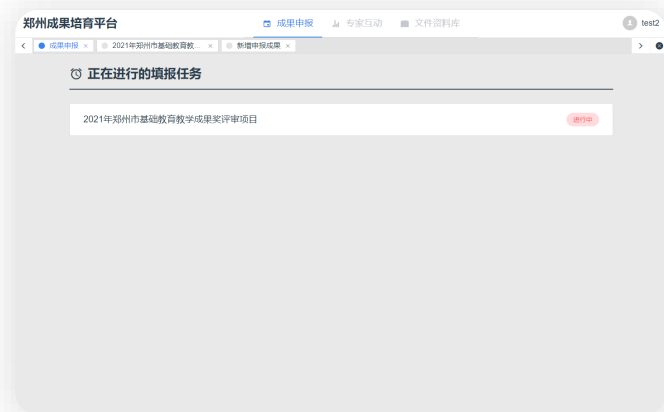 郑州成果培育平台
成果申报 专家互动 文件资料库
test2
成果申报 × 2021年郑州市基础教育教... × 新增申报成果 ×
正在进行的填报任务
2021年郑州市基础教育教学成果奖评审项目
进行中